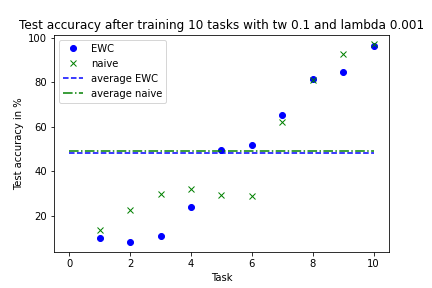 Test accuracy after training 10 tasks with tw 0.1 and lambda 0.001
100
80
60
40
20
Test accuracy in %
EWC
naive
average EWC
average naive
0
2
4
6
8
10
Task